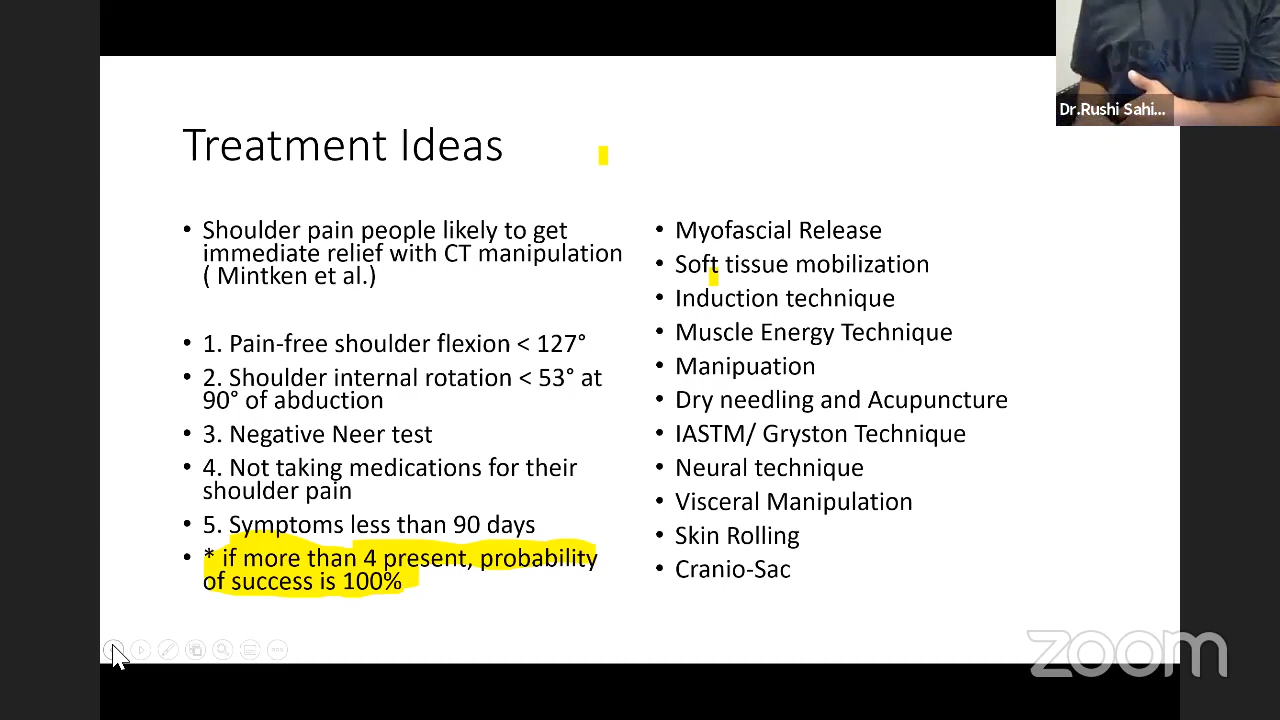 Dr.Rushi Sahi...
Treatment Ideas
• Shoulder pain people likely to get
immediate relief with CT manipulation
( Mintken et al.)
• 1. Pain-free shoulder flexion < 127°
• 2. Shoulder internal rotation < 53° at
90° of abduction
• 3. Negative Neer test
• 4. Not taking medications for their
shoulder pain
• 5. Symptoms less than 90 days
• * if more than 4 present, probability
of success is 100%
• Myofascial Release
• Soft tissue mobilization
• Induction technique
• Muscle Energy Technique
• Manipuation
• Dry needling and Acupuncture
• IASTM/ Gryston Technique
• Neural technique
• Visceral Manipulation
• Skin Rolling
• Cranio-Sac
zoom